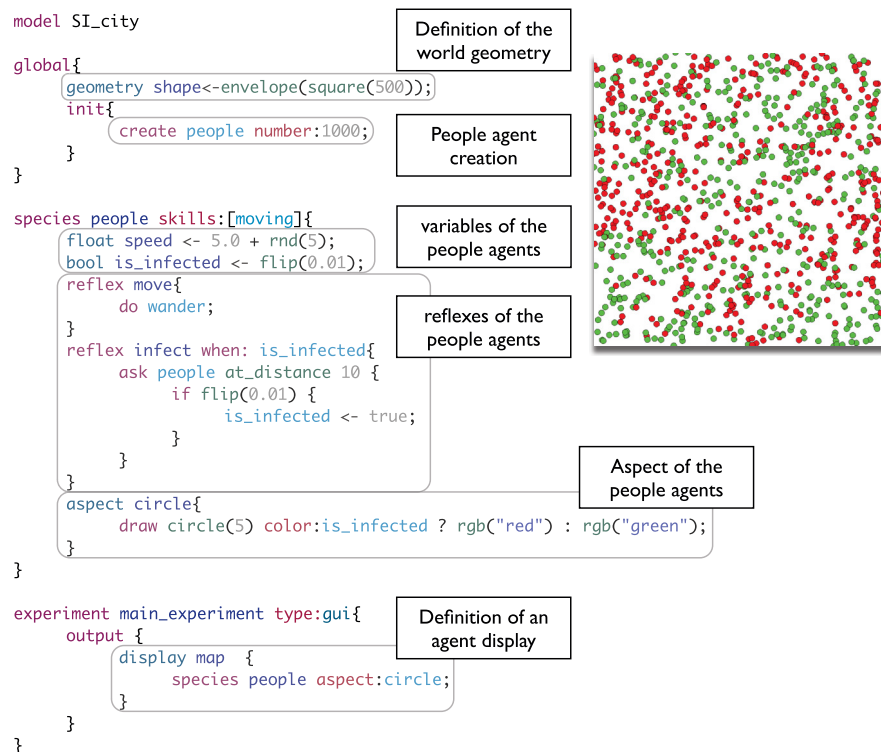 model SI_city
Definition of the
world geometry
global{
geometry shape<-envelope(square(500));
init{
create people number:1000;
People agent
creation
}
}
species people skills:[moving]{
variables of the
people agents
float speed <- 5.0 + rnd(5);
bool is_infected <- flip(0.01);
reflex move{
do wander;
}
reflexes of the
people agents
reflex infect when: is_infected{
ask people at_distance 10 {
if flip(0.01) {
is_infected <- true;
}
}
}
Aspect of the
people agents
aspect circle{
draw circle(5) color:is_infected ? rgb("red") : rgb("green");
}
}
experiment main_experiment type:gui{
Definition of an
agent display
output {
display map  {
species people aspect:circle;
}
}
}